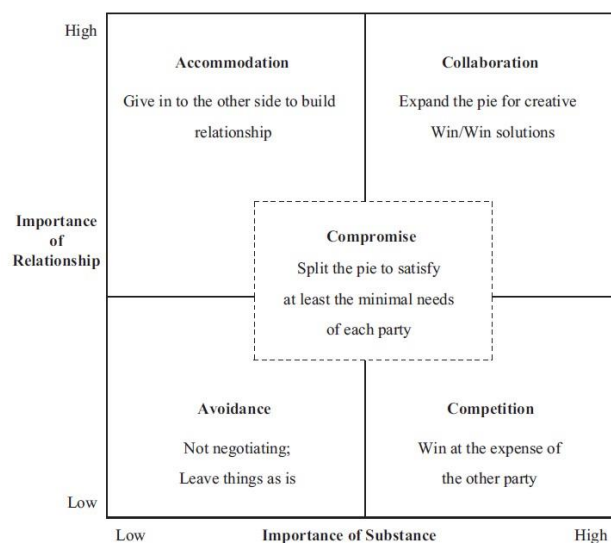 High
Accommodation
Give in to the other side to build
relationship
Collaboration
Expand the pie for creative
Win/Win solutions
Importance
of
Relationship
Compromise
Split the pie to satisfy
at least the minimal needs
of each party
Avoidance
Not negotiating;
Leave things as is
Competition
Win at the expense of
the other party
Low
Low
Importance of Substance
High